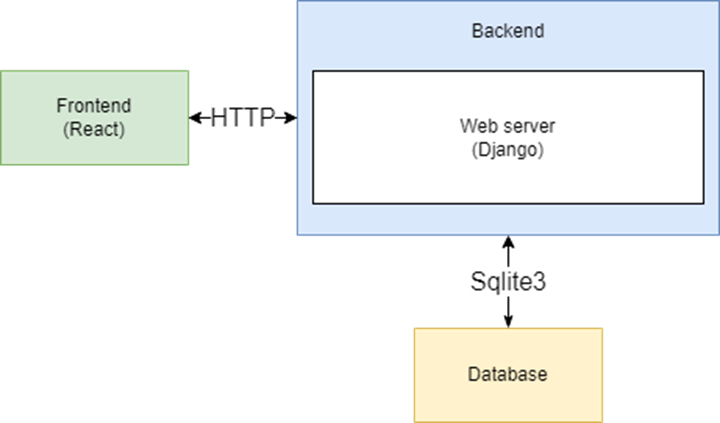 Backend
Frontend
(React)
HTTP
Web server
(Django)
Sqlite3
Database